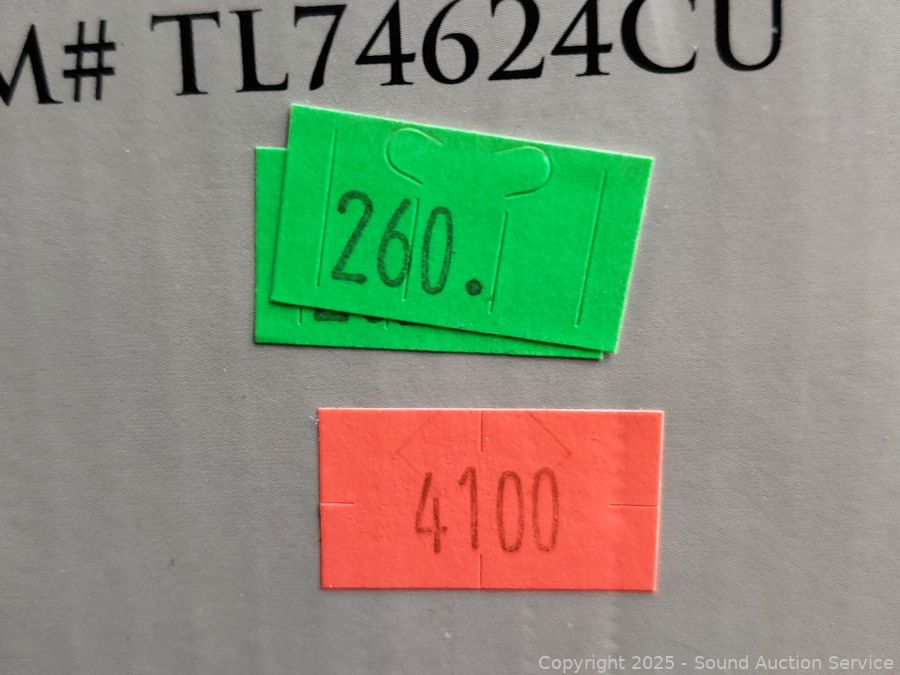 M# TL74624CU
260.
4100
Copyright 2025 - Sound Auction Service